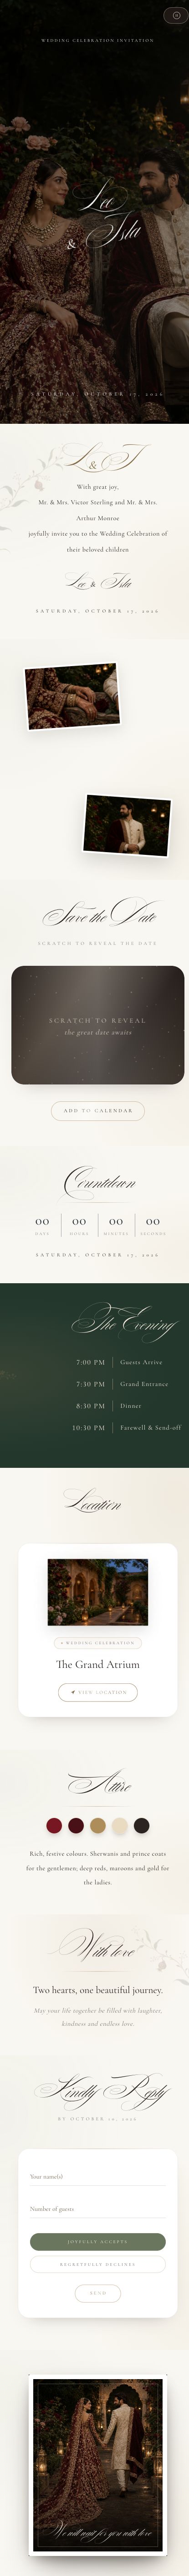 WEDDING CELEBRATION INVITATION
Leo
&
Isla
SATURDAY, OCTOBER 17, 2026
L & I
With great joy,
Mr. & Mrs. Victor Sterling and Mr. & Mrs.
Arthur Monroe
joyfully invite you to the Wedding Celebration of
their beloved children
Leo & Isla
SATURDAY, OCTOBER 17, 2026
Save the Date
SCRATCH TO REVEAL THE DATE
SCRATCH TO REVEAL
the great date awaits
ADD TO CALENDAR
Countdown
00 00 00 00
DAYS HOURS MINUTES SECONDS
SATURDAY, OCTOBER 17, 2026
The Evening
7:00 PM Guests Arrive
7:30 PM Grand Entrance
8:30 PM Dinner
10:30 PM Farewell & Send-off
Location
WEDDING CELEBRATION
The Grand Atrium
VIEW LOCATION
Attire
Rich, festive colours. Sherwanis and prince coats
for the gentlemen; deep reds, maroons and gold for
the ladies.
With love
Two hearts, one beautiful journey.
May your life together be filled with laughter,
kindness and endless love.
Kindly Reply
BY OCTOBER 10, 2026
Your name(s)
Number of guests
JOYFULLY ACCEPTS
REGRETFULLY DECLINES
SEND
We will wait for you with love